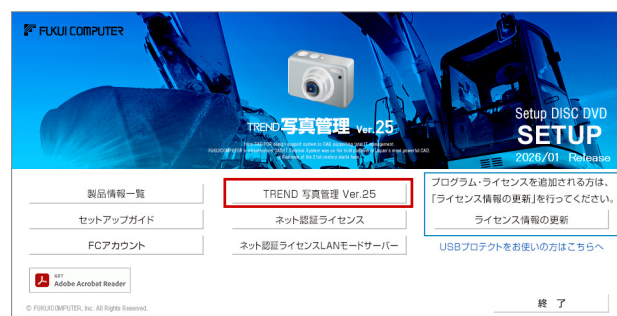 FUKUI COMPUTER
TREND写真管理 Ver.25
Setup DISC DVD
SETUP
2026/01 Release
製品情報一覧
TREND 写真管理 Ver.25
プログラム・ライセンスを追加される方は、
「ライセンス情報の更新」を行ってください。
セットアップガイド
ネット認証ライセンス
ライセンス情報の更新
FCアカウント
ネット認証ライセンスLANモードサーバー
USBプロテクトをお使いの方はこちらへ
GET
Adobe Acrobat Reader
© FUKUICOMPUTER, Inc. All Rights Reserved.
終 了